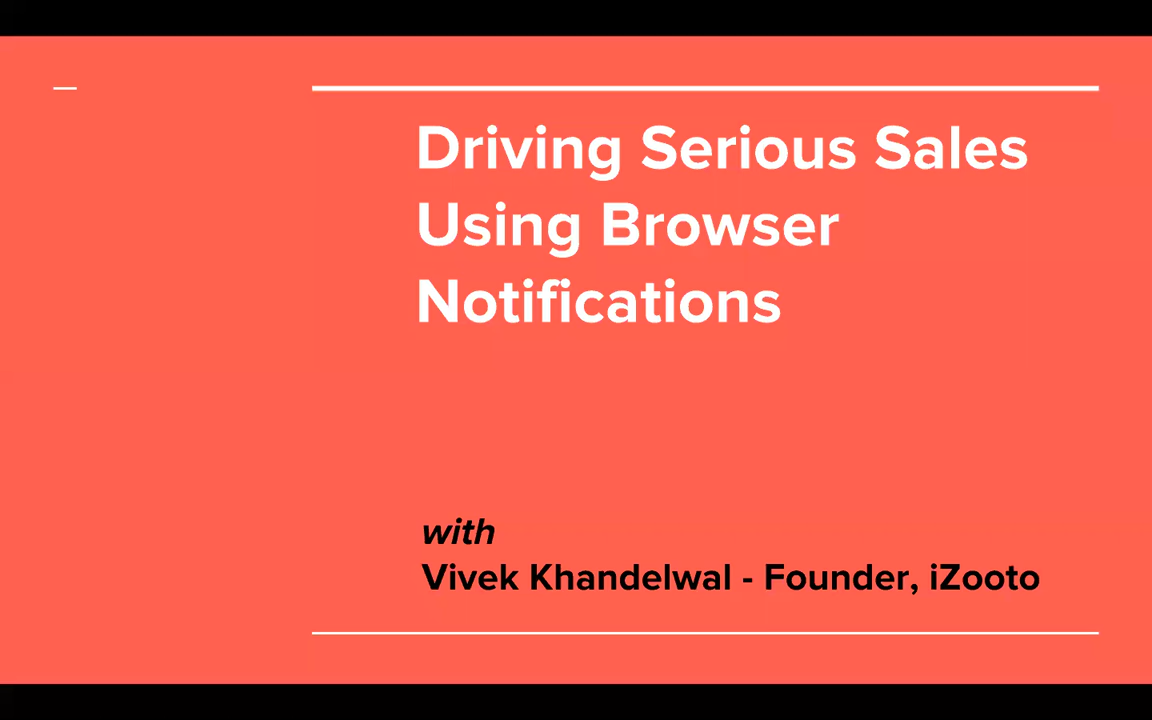 Driving Serious Sales
Using Browser
Notifications
with
Vivek Khandelwal - Founder, iZooto